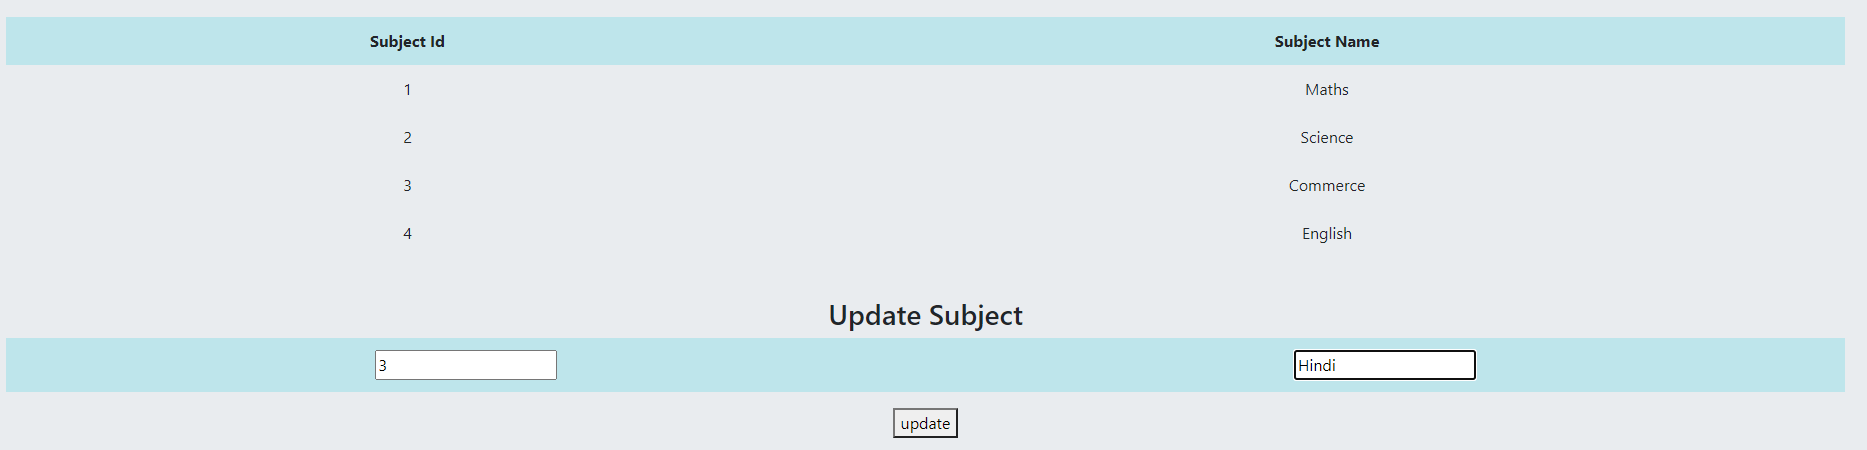 Subject Id Subject Name
1 Maths
2 Science
3 Commerce
4 English
Update Subject
3 Hindi
update